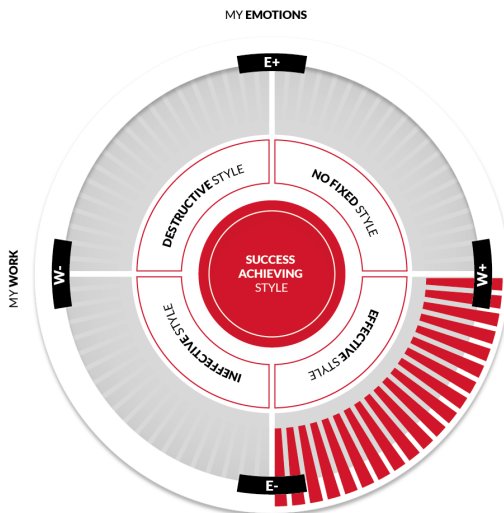 MY EMOTIONS
E+
DESTRUCTIVE STYLE
NO FIXED STYLE
MY WORK
W-
SUCCESS
ACHIEVING
STYLE
W+
INEFFECTIVE STYLE
EFFECTIVE STYLE
E-